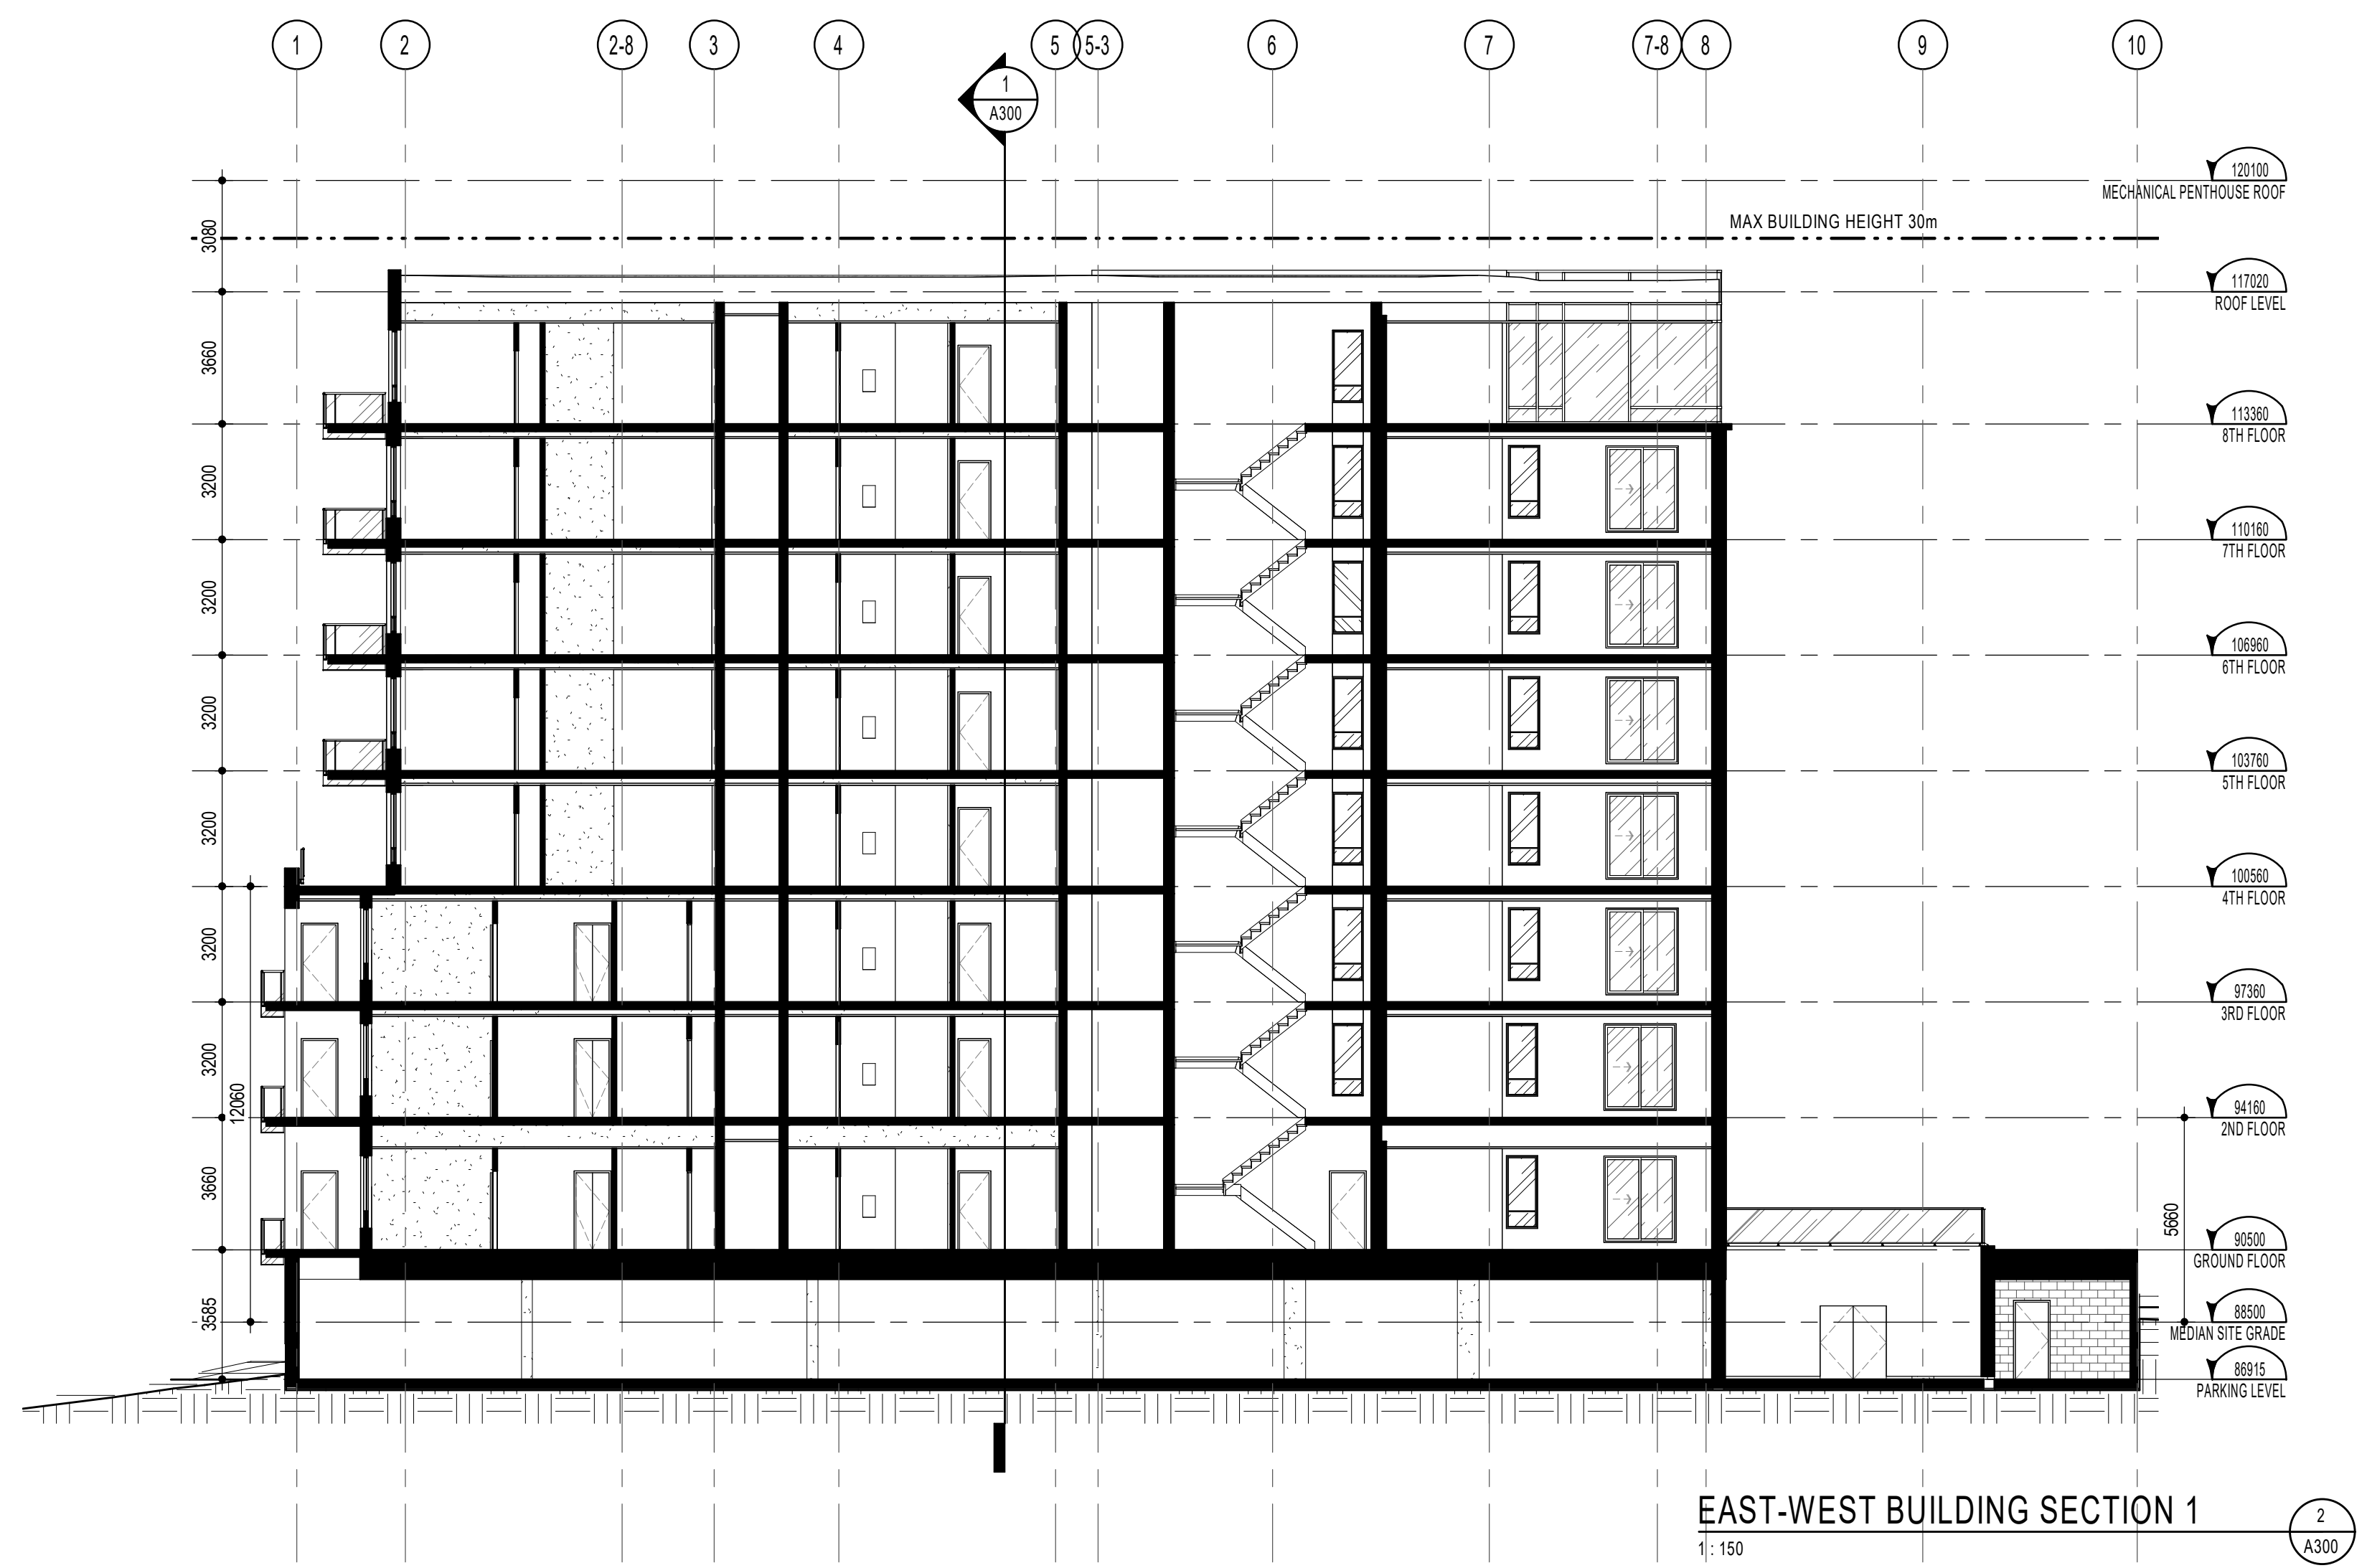 1 2 2-8 3 4 5 5-3 6 7 7-8 8 9 10
1
A300
120100
MECHANICAL PENTHOUSE ROOF
MAX BUILDING HEIGHT 30m
3080
117020
ROOF LEVEL
3660
113360
8TH FLOOR
3200
110160
7TH FLOOR
3200
106960
6TH FLOOR
3200
103760
5TH FLOOR
3200
100560
4TH FLOOR
3200
97360
3RD FLOOR
3200
12060
94160
2ND FLOOR
3660
5660
90500
GROUND FLOOR
3585
88500
MEDIAN SITE GRADE
86915
PARKING LEVEL
EAST-WEST BUILDING SECTION 1
1 : 150
2
A300